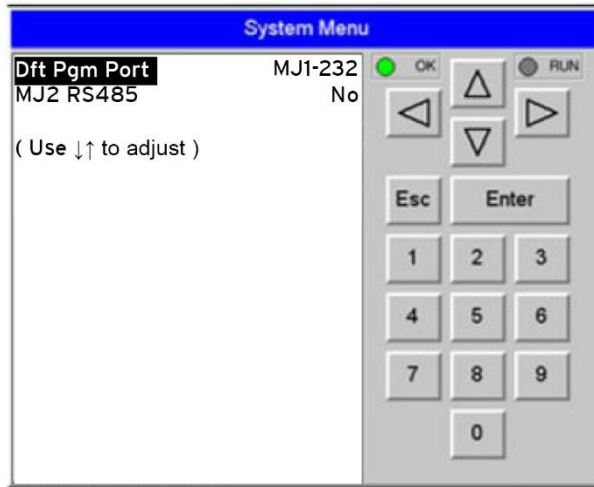 System Menu
Dft Pgm Port MJ1-232
MJ2 RS485 No
( Use ↓↑ to adjust )
OK RUN
Esc Enter
1 2 3
4 5 6
7 8 9
0